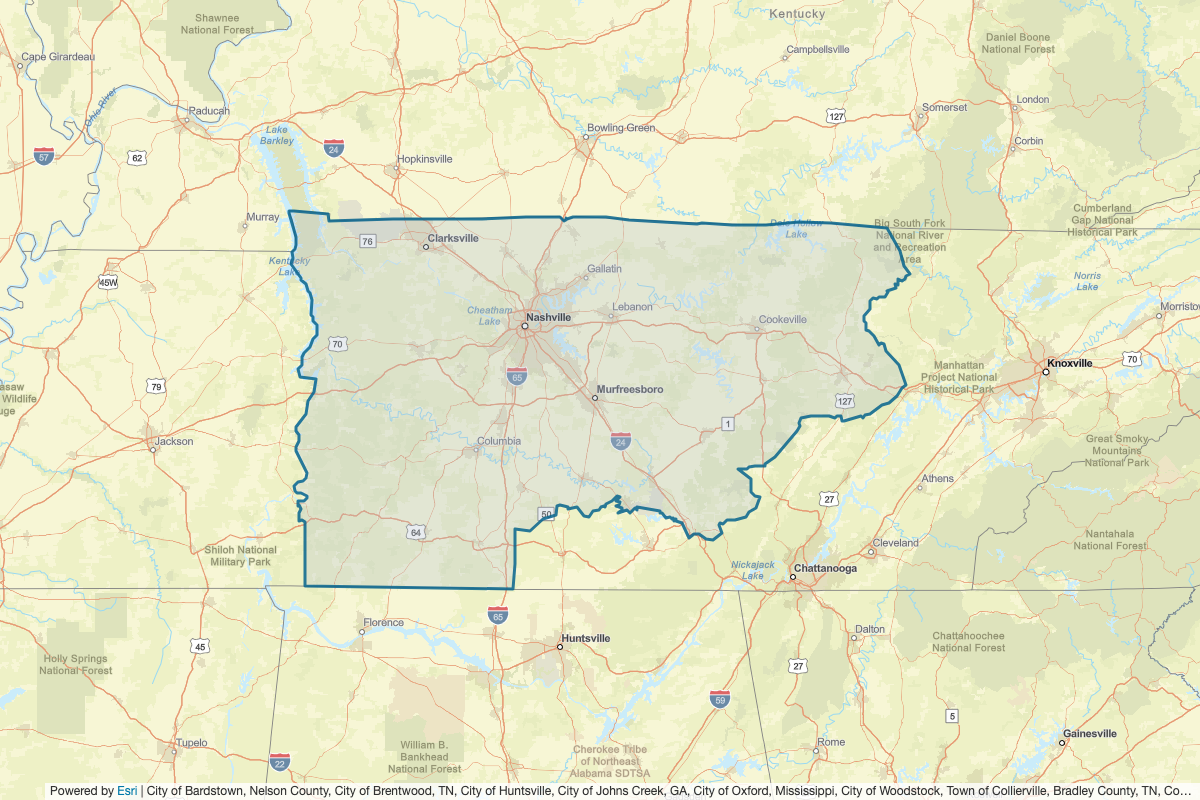 Shawnee
National Forest
Kentucky
Daniel Boone
National Forest
Cape Girardeau
Campbellsville
Ohio River
Paducah
London
Somerset
127
Lake
Barkley
Bowling Green
Corbin
24
57
62
Hopkinsville
Murray
Cumberland
Gap National
Historical Park
Dale Hollow
Lake
Big South Fork
National River
and Recreation
Area
76
Clarksville
Kentucky
Lake
Gallatin
45W
Norris
Lake
Cheatham
Lake
Nashville
Lebanon
Cookeville
Morristo
70
Manhattan
Project National
Historical Park
Knoxville
70
65
79
Murfreesboro
asaw
Wildlife
uge
127
1
Jackson
Columbia
24
Great Smoky
Mountains
National Park
Athens
27
50
64
Shiloh National
Military Park
Cleveland
Nantahala
National Forest
Nickajack
Lake
Chattanooga
65
Florence
Huntsville
Dalton
Chattahoochee
National Forest
45
Holly Springs
National Forest
27
59
5
Tupelo
William B.
Bankhead
National Forest
Cherokee Tribe
of Northeast
Alabama SDTSA
Rome
Gainesville
22
Powered by Esri | City of Bardstown, Nelson County, City of Brentwood, TN, City of Huntsville, City of Johns Creek, GA, City of Oxford, Mississippi, City of Woodstock, Town of Collierville, Bradley County, TN, Co...